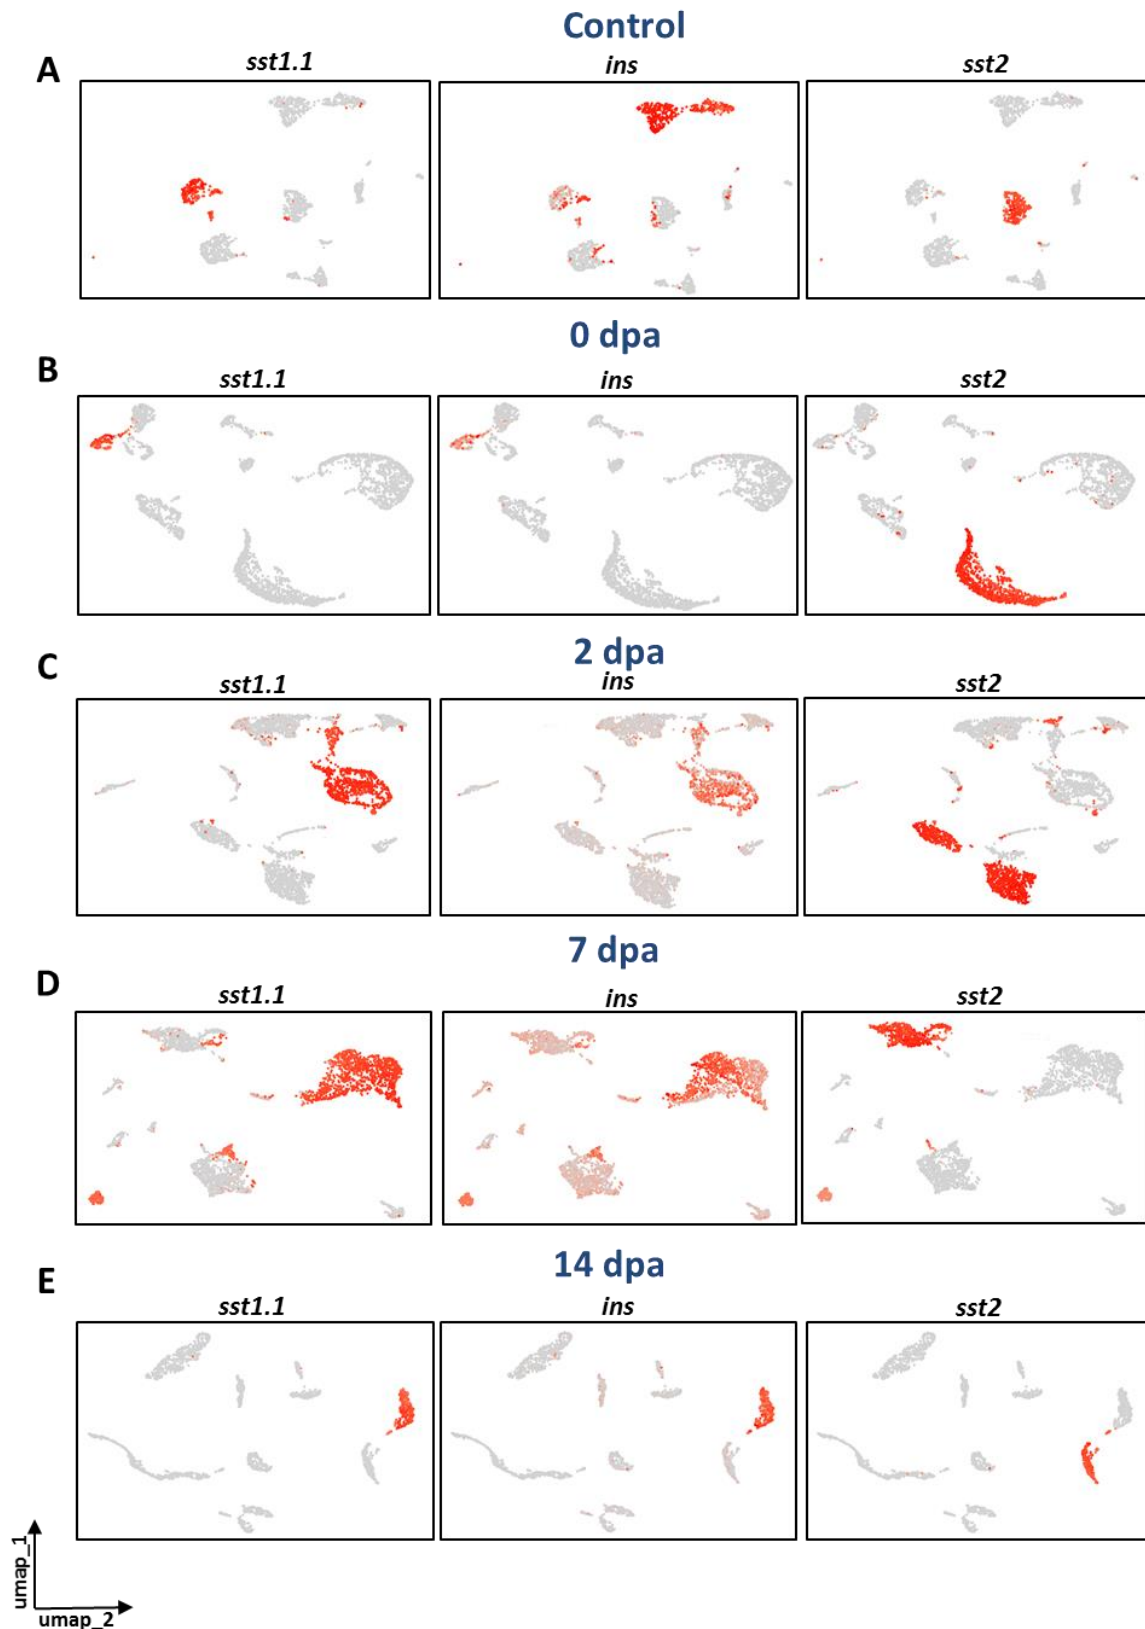 Control
A
sst1.1 ins sst2
0 dpa
B
sst1.1 ins sst2
2 dpa
C
sst1.1 ins sst2
7 dpa
D
sst1.1 ins sst2
14 dpa
E
sst1.1 ins sst2
umap_1
umap_2